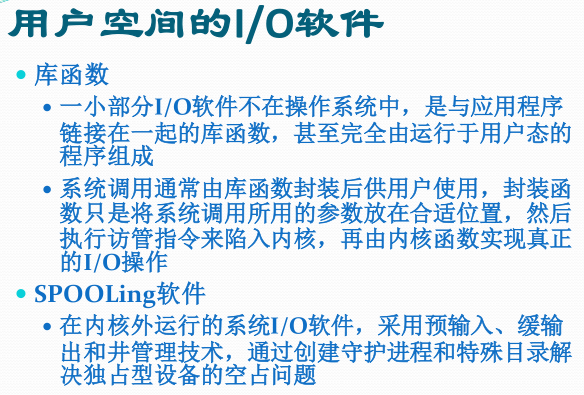 用户空间的I/O软件
库函数
一小部分I/O软件不在操作系统中，是与应用程序
链接在一起的库函数，甚至完全由运行于用户态的
程序组成
系统调用通常由库函数封装后供用户使用，封装函
数只是将系统调用所用的参数放在合适位置，然后
执行访管指令来陷入内核，再由内核函数实现真正
的I/O操作
SPOOLing软件
在内核外运行的系统I/O软件，采用预输入、缓输
出和井管理技术，通过创建守护进程和特殊目录解
决独占型设备的空占问题